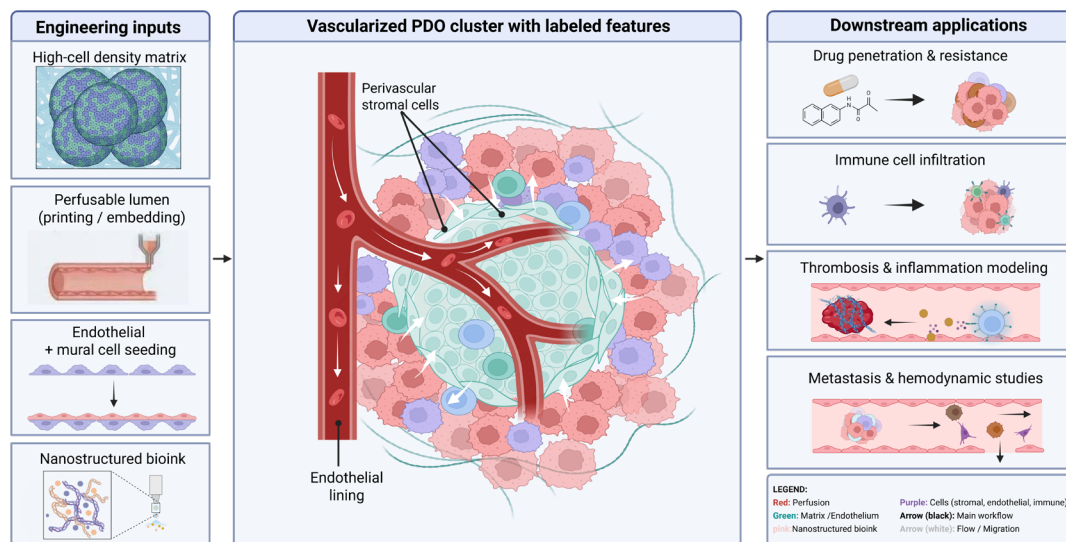 Engineering inputs
High-cell density matrix
Perfusable lumen
(printing / embedding)
Endothelial
+ mural cell seeding
Nanostructured bioink
Vascularized PDO cluster with labeled features
Perivascular
stromal cells
Endothelial
lining
Downstream applications
Drug penetration & resistance
H
N
O
O
Immune cell infiltration
Thrombosis & inflammation modeling
Metastasis & hemodynamic studies
LEGEND:
Red: Perfusion
Green: Matrix /Endothelium
pink:Nanostructured bioink
Purple: Cells (stromal, endothelial, immune)
Arrow (black): Main workflow
Arrow (white): Flow / Migration